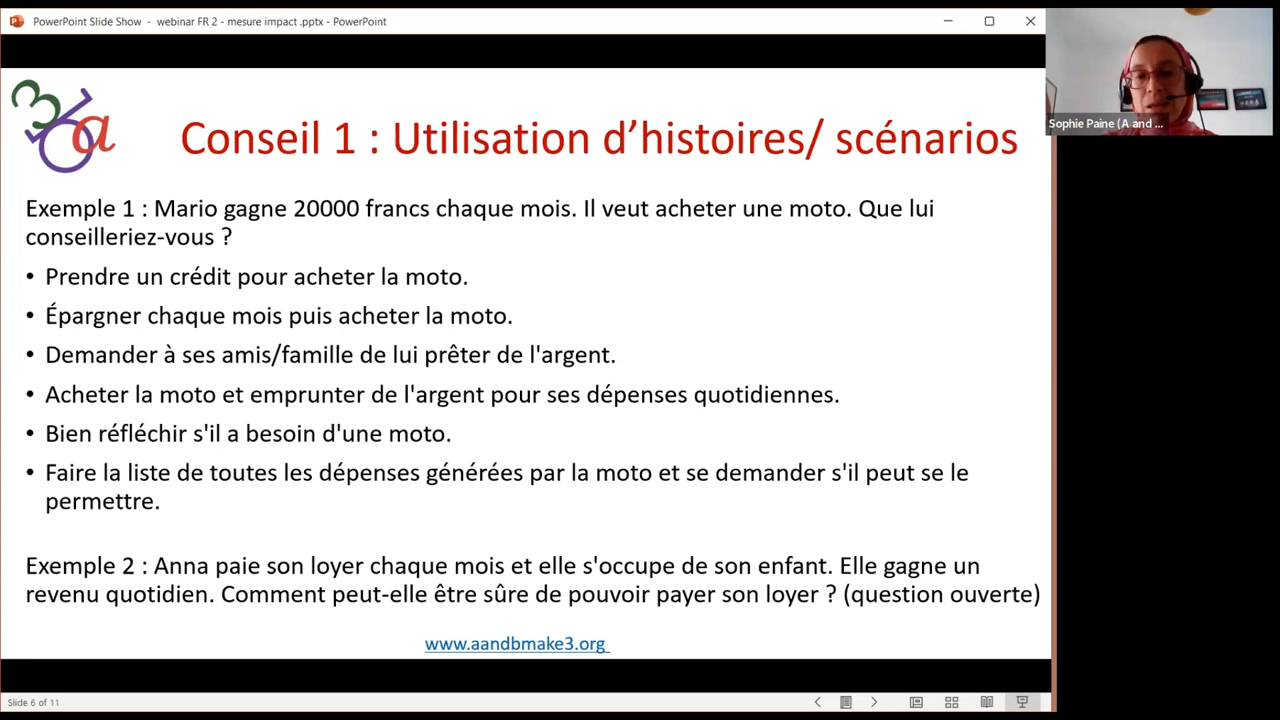 PowerPoint Slide Show - webinar FR 2 - mesure impact .pptx - PowerPoint
Sophie Paine (A and ...
36a
Conseil 1 : Utilisation d’histoires/ scénarios
Exemple 1 : Mario gagne 20000 francs chaque mois. Il veut acheter une moto. Que lui
conseilleriez-vous ?
• Prendre un crédit pour acheter la moto.
• Épargner chaque mois puis acheter la moto.
• Demander à ses amis/famille de lui prêter de l'argent.
• Acheter la moto et emprunter de l'argent pour ses dépenses quotidiennes.
• Bien réfléchir s'il a besoin d'une moto.
• Faire la liste de toutes les dépenses générées par la moto et se demander s'il peut se le
permettre.
Exemple 2 : Anna paie son loyer chaque mois et elle s'occupe de son enfant. Elle gagne un
revenu quotidien. Comment peut-elle être sûre de pouvoir payer son loyer ? (question ouverte)
www.aandbmake3.org
Slide 6 of 11